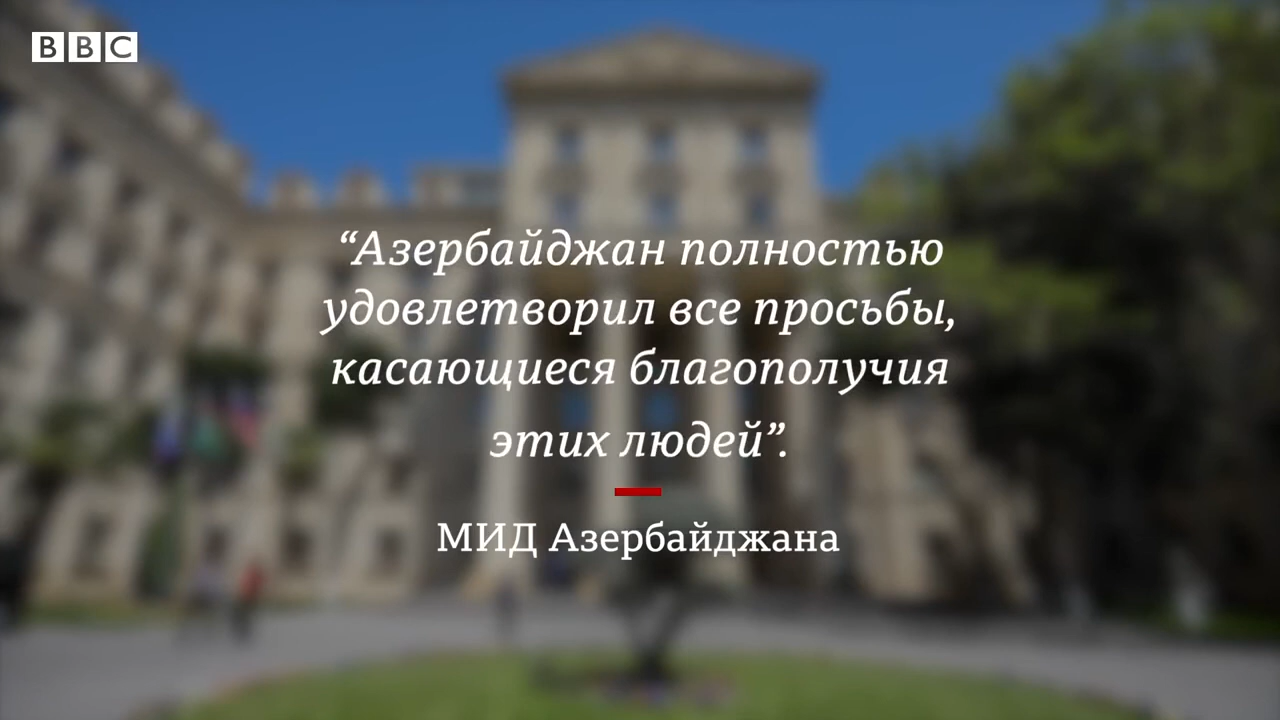 BBC
“Азербайджан полностью
удовлетворил все просьбы,
касающиеся благополучия
этих людей”.
МИД Азербайджана